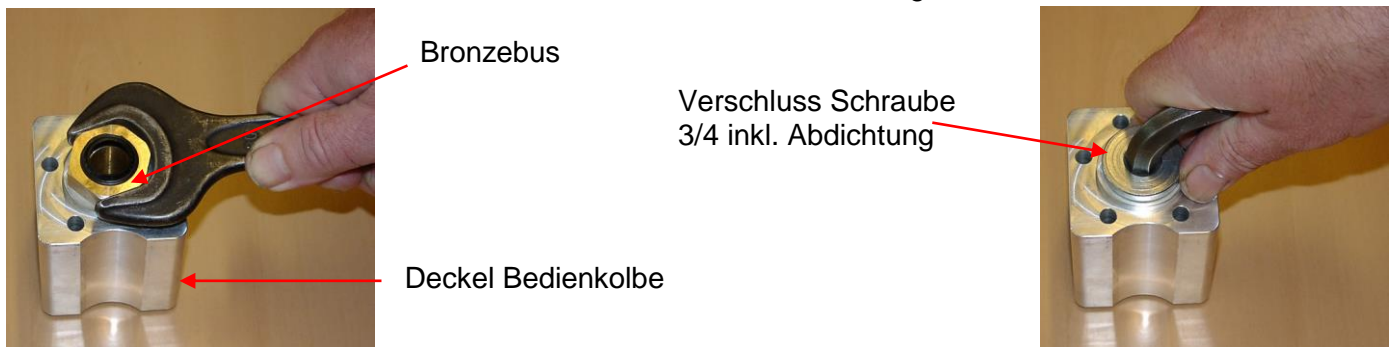 Bronzebus
Verschluss Schraube
3/4 inkl. Abdichtung
Deckel Bedienkolbe